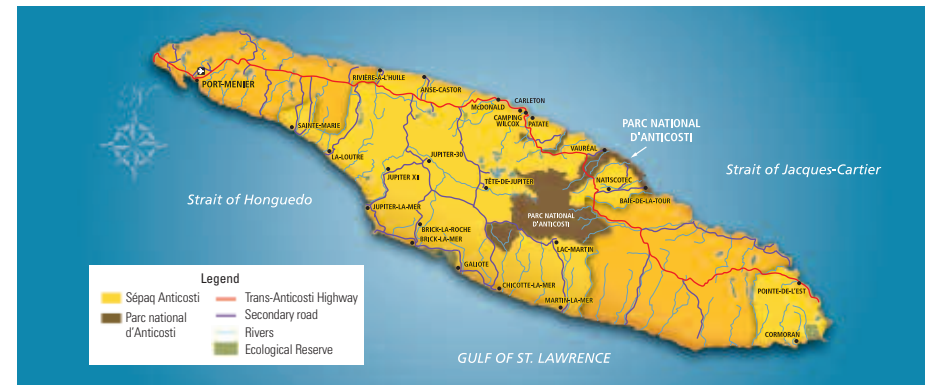 RIVIÈRE-À-L'HUILE
PORT-MENIER
ANSE-CASTOR
McDONALD
CARLETON
CAMPING
WILCOX
PATATE
SAINTE-MARIE
PARC NATIONAL
D'ANTICOSTI
VAURÉAL
LA-LOUTRE
JUPITER-30
Strait of Jacques-Cartier
JUPITER XII
TÊTE-DE-JUPITER
NATISCOTEC
Strait of Honguedo
BAIE-DE-LA-TOUR
JUPITER-LA-MER
PARC NATIONAL
D'ANTICOSTI
BRICK-LA-ROCHE
BRICK-LA-MER
LAC-MARTIN
GALIOTE
CHICOTTE-LA-MER
POINTE-DE-L'EST
MARTIN-LA-MER
CORMORAN
Legend
Sépaq Anticosti
Parc national
d'Anticosti
Trans-Anticosti Highway
Secondary road
Rivers
Ecological Reserve
GULF OF ST. LAWRENCE